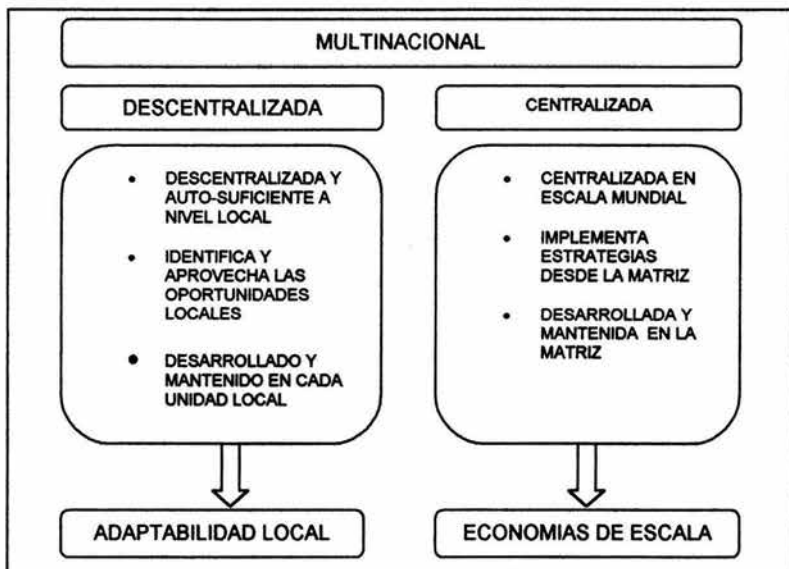 MULTINACIONAL
DESCENTRALIZADA
• DESCENTRALIZADA Y
AUTO-SUFICIENTE A
NIVEL LOCAL
• IDENTIFICA Y
APROVECHA LAS
OPORTUNIDADES
LOCALES
• DESARROLLADO Y
MANTENIDO EN CADA
UNIDAD LOCAL
ADAPTABILIDAD LOCAL
CENTRALIZADA
• CENTRALIZADA EN
ESCALA MUNDIAL
• IMPLEMENTA
ESTRATEGIAS
DESDE LA MATRIZ
• DESARROLLADA Y
MANTENIDA EN LA
MATRIZ
ECONOMIAS DE ESCALA